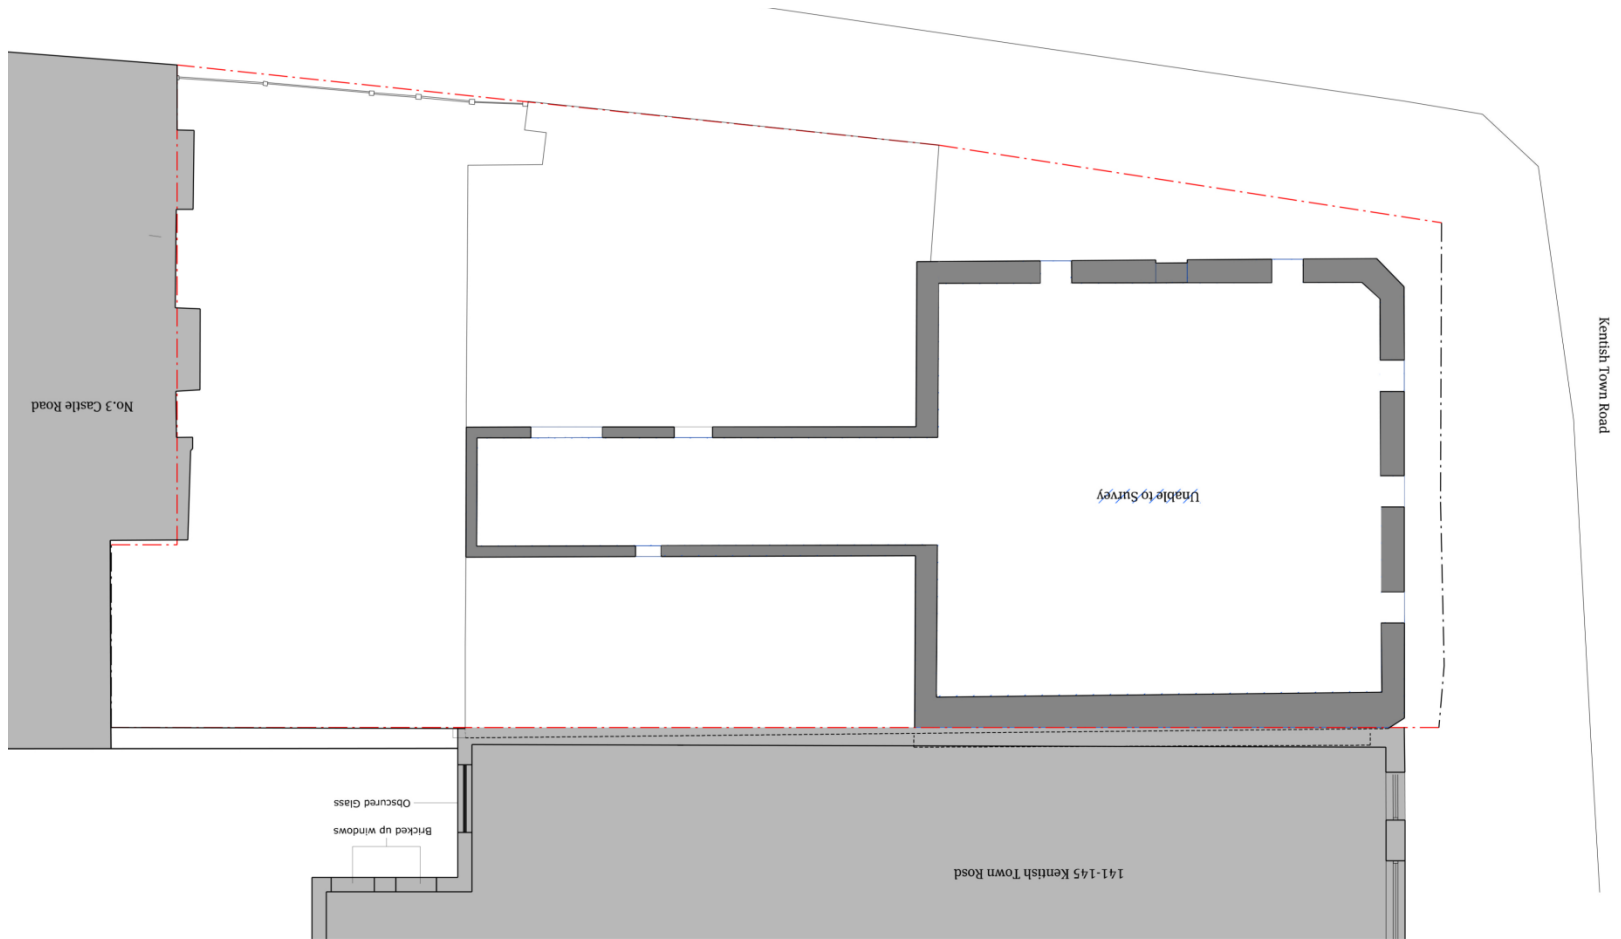 Kentish Town Road
No.3 Castle Road
Unable to Survey
Obscured Glass
Bricked up windows
141-145 Kentish Town Rosd